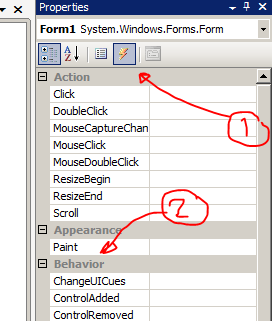 Properties
Form1 System.Windows.Forms.Form
Action
Click
DoubleClick
MouseCaptureChan
MouseClick
MouseDoubleClick
ResizeBegin
ResizeEnd
Scroll
1
2
Appearance
Paint
Behavior
ChangeUICues
ControlAdded
ControlRemoved